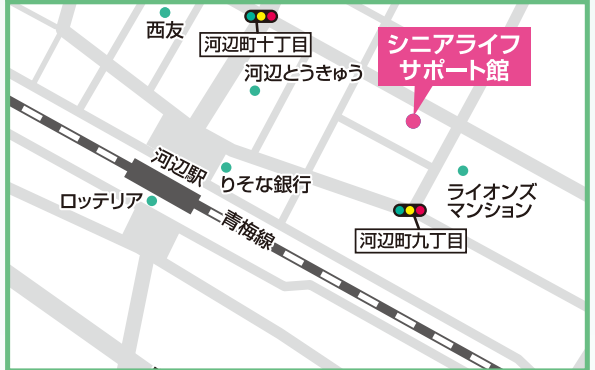 西友
河辺町十丁目
シニアライフ
サポート館
河辺とうきゅう
河辺駅
りそな銀行
ロッテリア
ライオンズ
マンション
青梅線
河辺町九丁目